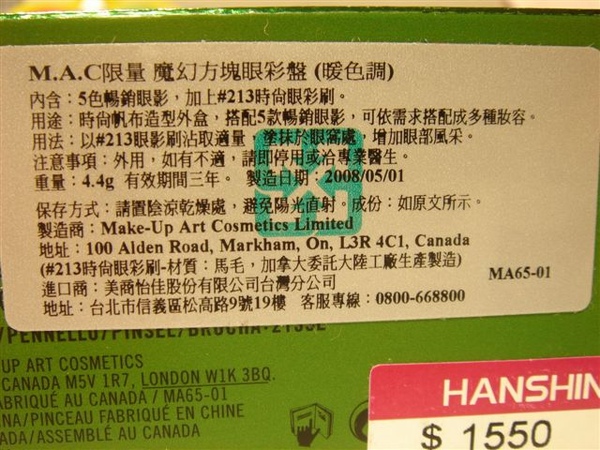 M.A.C限量 魔幻方塊眼彩盤 (暖色調)
內含：5色暢銷眼影，加上#213時尚眼彩刷。
用途：時尚帆布造型外盒，搭配5款暢銷眼影，可依需求搭配成多種妝容。
用法：以#213眼影刷沾取適量，塗抹於眼窩處，增加眼部風采。
注意事項：外用，如有不適，請即停用或洽專業醫生。
重量：4.4g 有效期間三年。 製造日期：2008/05/01
保存方式：請置陰涼乾燥處，避免陽光直射。成份：如原文所示。
製造商：Make-Up Art Cosmetics Limited
地址：100 Alden Road, Markham, On, L3R 4C1, Canada
(#213時尚眼彩刷-材質：馬毛，加拿大委託大陸工廠生產製造)
MA65-01
進口商：美商怡佳股份有限公司台灣分公司
地址：台北市信義區松高路9號19樓 客服專線：0800-668800
/PENNELLO/PINSEL/BROCHA:213SE
UP ART COSMETICS
CANADA M5V 1R7, LONDON W1K 3BQ.
ABRIQUÉ AU CANADA / MA65-01
NA/PINCEAU FABRIQUÉ EN CHINE
ADA/ASSEMBLÉ AU CANADA
HANSHIN
$ 1550